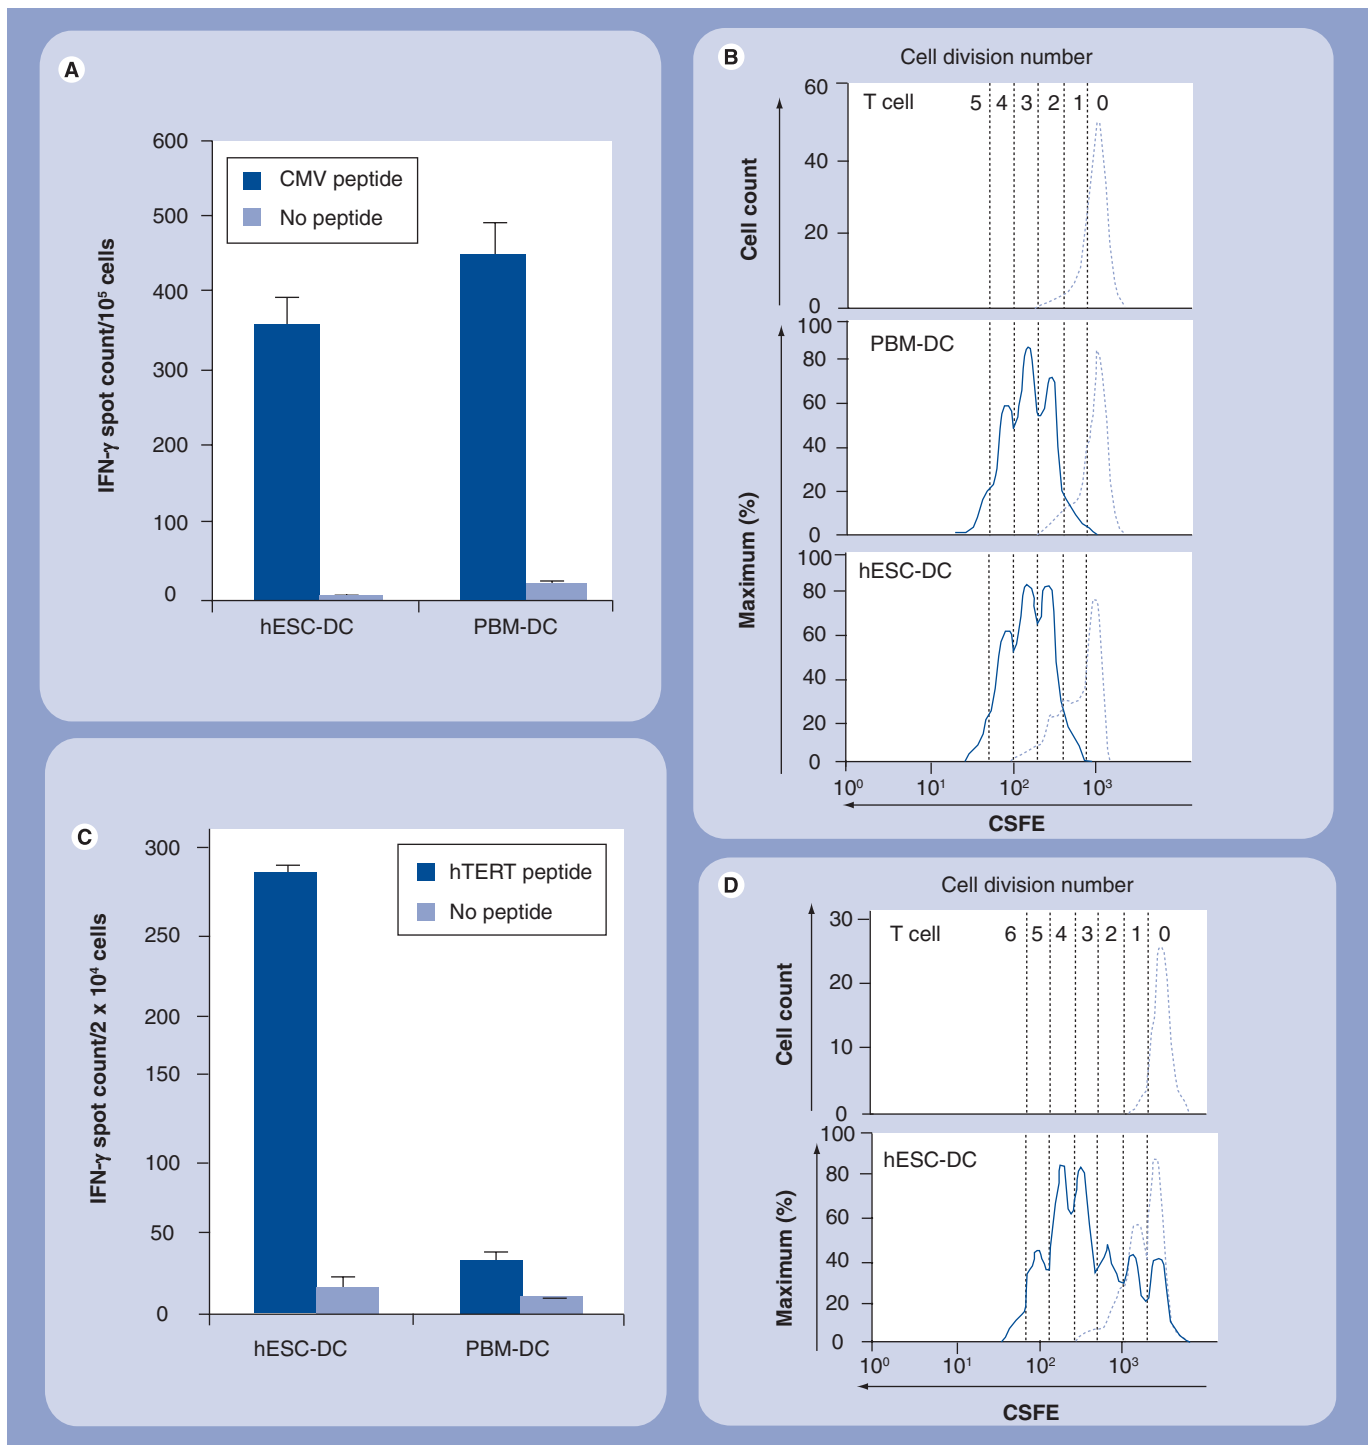 A
600
500
400
300
200
100
0
IFN-γ spot count/10⁵ cells
CMV peptide
No peptide
hESC-DC PBM-DC
B
Cell division number
60
40
20
0
Cell count
T cell 5 4 3 2 1 0
100
80
60
40
20
0
PBM-DC
Maximum (%)
100
80
60
40
20
0
hESC-DC
10⁰ 10¹ 10² 10³
CSFE
C
300
250
200
150
100
50
0
IFN-γ spot count/2 x 10⁴ cells
hTERT peptide
No peptide
hESC-DC PBM-DC
D
Cell division number
30
20
10
0
Cell count
T cell 6 5 4 3 2 1 0
100
80
60
40
20
0
Maximum (%)
hESC-DC
10⁰ 10¹ 10² 10³
CSFE